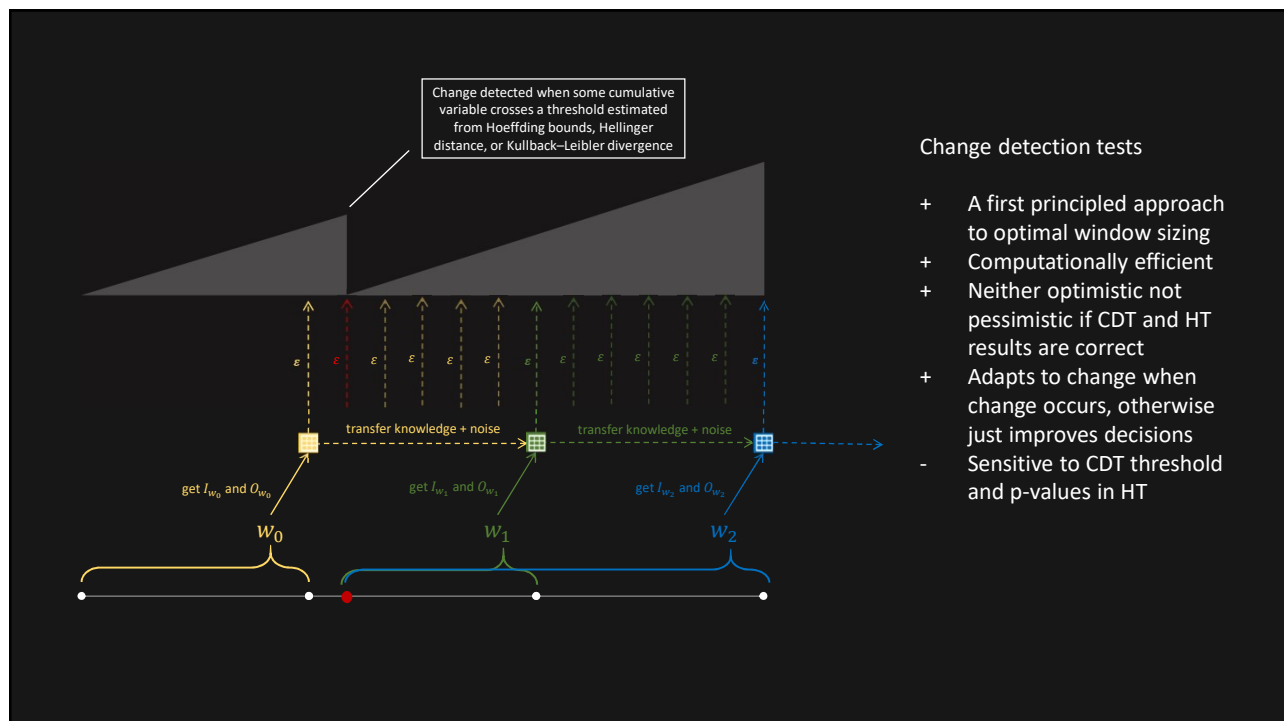 Change detected when some cumulative
variable crosses a threshold estimated
from Hoeffding bounds, Hellinger
distance, or Kullback–Leibler divergence
Change detection tests
+ A first principled approach
to optimal window sizing
+ Computationally efficient
+ Neither optimistic not
pessimistic if CDT and HT
results are correct
+ Adapts to change when
change occurs, otherwise
just improves decisions
- Sensitive to CDT threshold
and p-values in HT
ε ε ε ε ε ε ε ε ε ε ε ε ε
transfer knowledge + noise
transfer knowledge + noise
get I_{w_0} and O_{w_0}
get I_{w_1} and O_{w_1}
get I_{w_2} and O_{w_2}
w_0
w_1
w_2